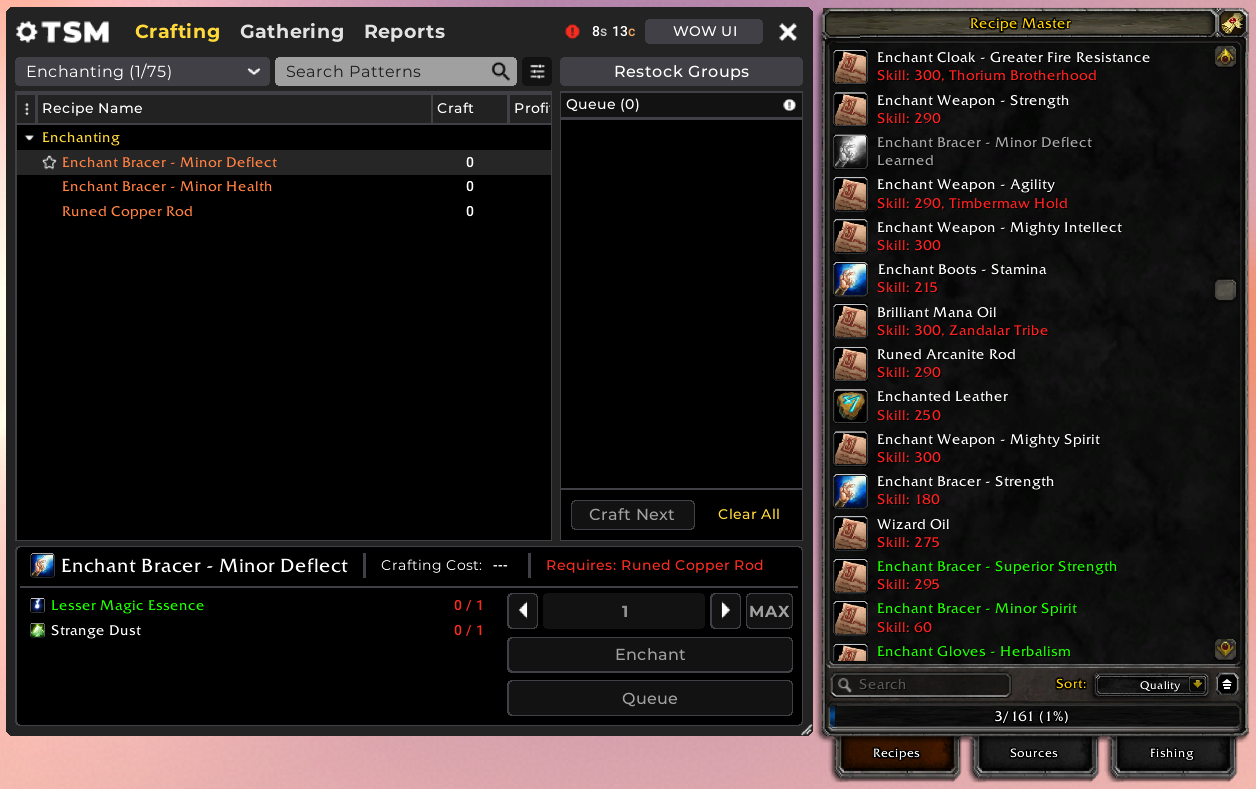 TSM Crafting Gathering Reports 8s 13c WOW UI
Enchanting (1/75) Search Patterns Restock Groups
Recipe Name Craft Profi
Queue (0)
Enchanting
Enchant Bracer - Minor Deflect 0
Enchant Bracer - Minor Health 0
Runed Copper Rod 0
Craft Next Clear All
Enchant Bracer - Minor Deflect Crafting Cost: --- Requires: Runed Copper Rod
Lesser Magic Essence 0 / 1
Strange Dust 0 / 1
1 MAX
Enchant
Queue
Recipe Master
Enchant Cloak - Greater Fire Resistance
Skill: 300, Thorium Brotherhood
Enchant Weapon - Strength
Skill: 290
Enchant Bracer - Minor Deflect
Learned
Enchant Weapon - Agility
Skill: 290, Timbermaw Hold
Enchant Weapon - Mighty Intellect
Skill: 300
Enchant Boots - Stamina
Skill: 215
Brilliant Mana Oil
Skill: 300, Zandalar Tribe
Runed Arcanite Rod
Skill: 290
Enchanted Leather
Skill: 250
Enchant Weapon - Mighty Spirit
Skill: 300
Enchant Bracer - Strength
Skill: 180
Wizard Oil
Skill: 275
Enchant Bracer - Superior Strength
Skill: 295
Enchant Bracer - Minor Spirit
Skill: 60
Enchant Gloves - Herbalism
Search Sort: Quality
3/161 (1%)
Recipes Sources Fishing